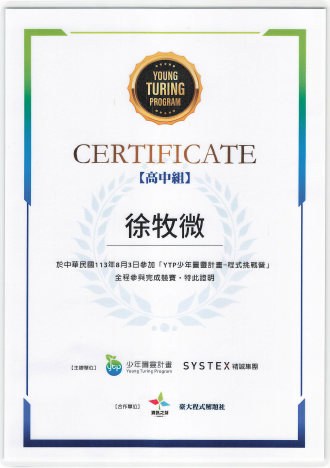 YOUNG
TURING
PROGRAM
CERTIFICATE
【高中組】
徐牧微
於中華民國113年8月3日參加「YTP少年圖靈計畫-程式挑戰營」
全程參與完成競賽,特此證明
【主辦單位】 ytp 少年圖靈計畫 SYSTEX 精誠集團
Young Turing Program
【合作單位】 資訊之芽 臺大程式解題社